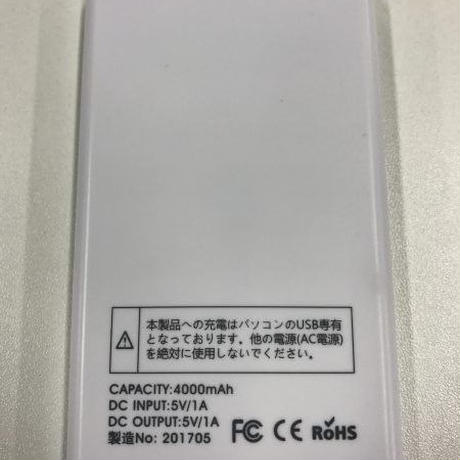 本製品への充電はパソコンのUSB専有
となっております。他の電源(AC電源)
を絶対に使用しないでください。
CAPACITY:4000mAh
DC INPUT:5V/1A
DC OUTPUT:5V/1A
製造No: 201705 FC CE RoHS